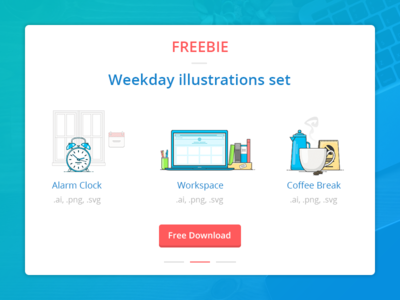 FREEBIE
Weekday illustrations set
Alarm Clock
Workspace
Coffee Break
.ai, .png, .svg
.ai, .png, .svg
.ai, .png, .svg
Free Download